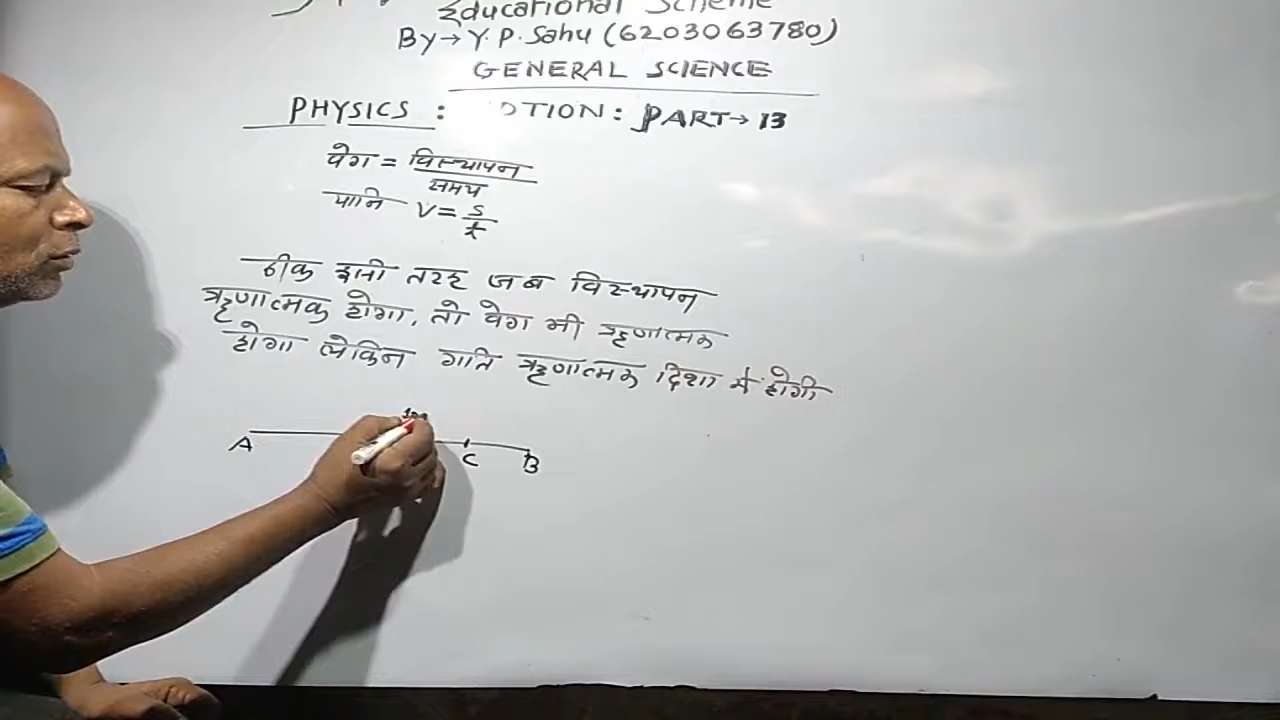 Educational Scheme
By→ Y.P. Sahu (6203063780)
GENERAL SCIENCE
PHYSICS : OTION: PART→ 13
वेग = विस्थापन
समय
यानि V = s
t
ठीक इसी तरह जब विस्थापन
ऋणात्मक होगा, तो वेग भी ऋणात्मक
होगा लेकिन गति ऋणात्मक दिशा में होगी
A C B